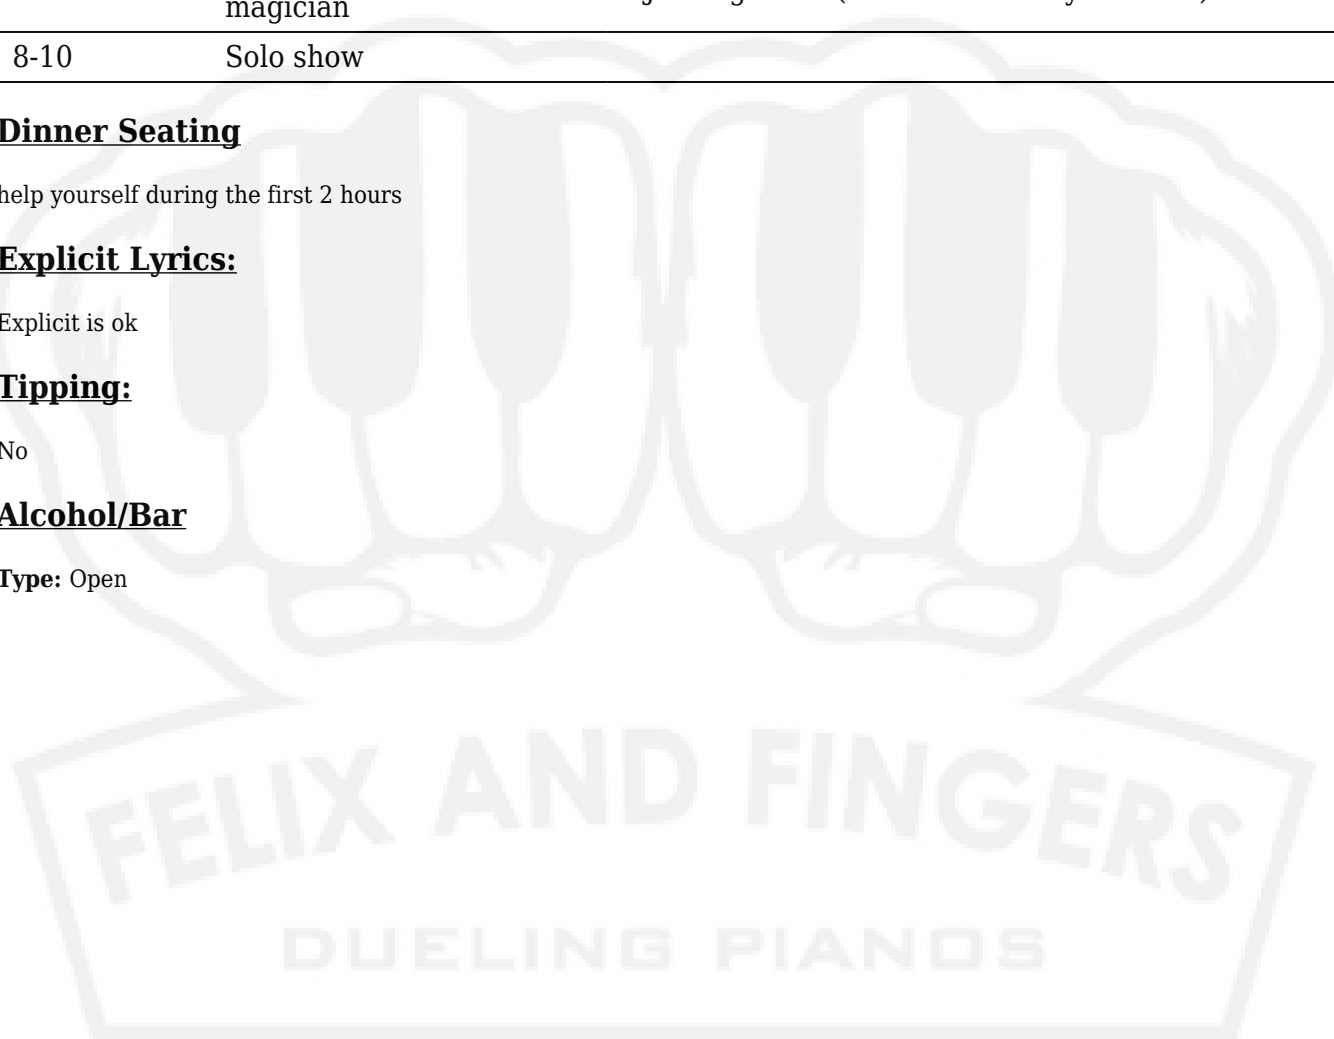 magician
8-10 Solo show
Dinner Seating
help yourself during the first 2 hours
Explicit Lyrics:
Explicit is ok
Tipping:
No
Alcohol/Bar
Type: Open
FELIX AND FINGERS
DUELING PIANOS